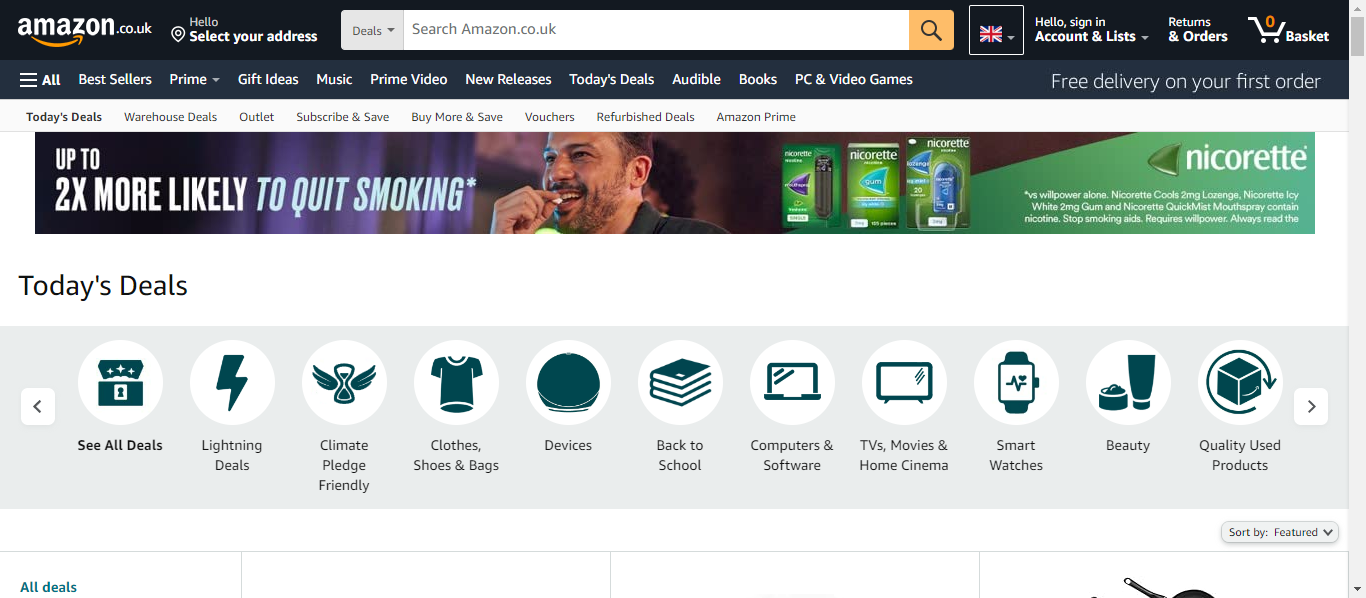 amazon.co.uk
Hello
Select your address
Deals
Search Amazon.co.uk
Hello, sign in
Account & Lists
Returns
& Orders
0
Basket
All
Best Sellers
Prime
Gift Ideas
Music
Prime Video
New Releases
Today's Deals
Audible
Books
PC & Video Games
Free delivery on your first order
Today's Deals
Warehouse Deals
Outlet
Subscribe & Save
Buy More & Save
Vouchers
Refurbished Deals
Amazon Prime
UP TO
2X MORE LIKELY TO QUIT SMOKING*
nicorette
nicotine
mouthspray
nicorette
gum
nicorette
lozenge
nicorette
*vs willpower alone. Nicorette Cools 2mg Lozenge, Nicorette Icy
White 2mg Gum and Nicorette QuickMist Mouthspray contain
nicotine. Stop smoking aids. Requires willpower. Always read the
Today's Deals
See All Deals
Lightning
Deals
Climate
Pledge
Friendly
Clothes,
Shoes & Bags
Devices
Back to
School
Computers &
Software
TVs, Movies &
Home Cinema
Smart
Watches
Beauty
Quality Used
Products
Sort by: Featured
All deals